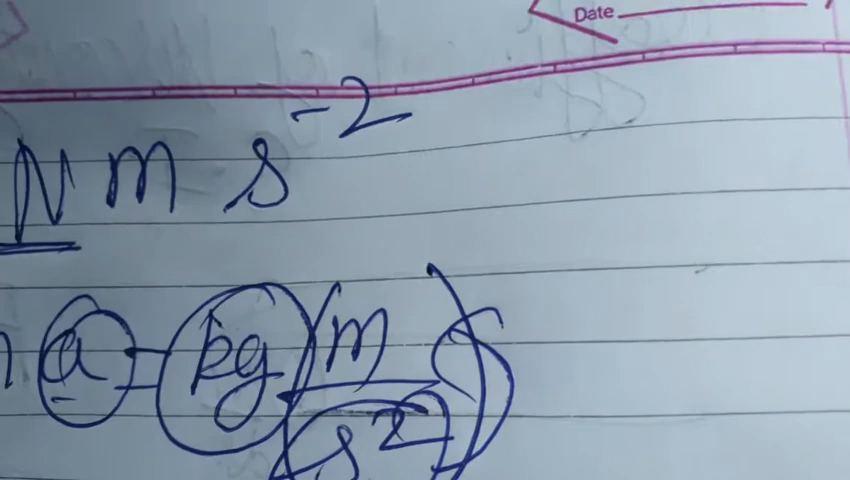 Date
N m s⁻²
a = kg (m/s²)